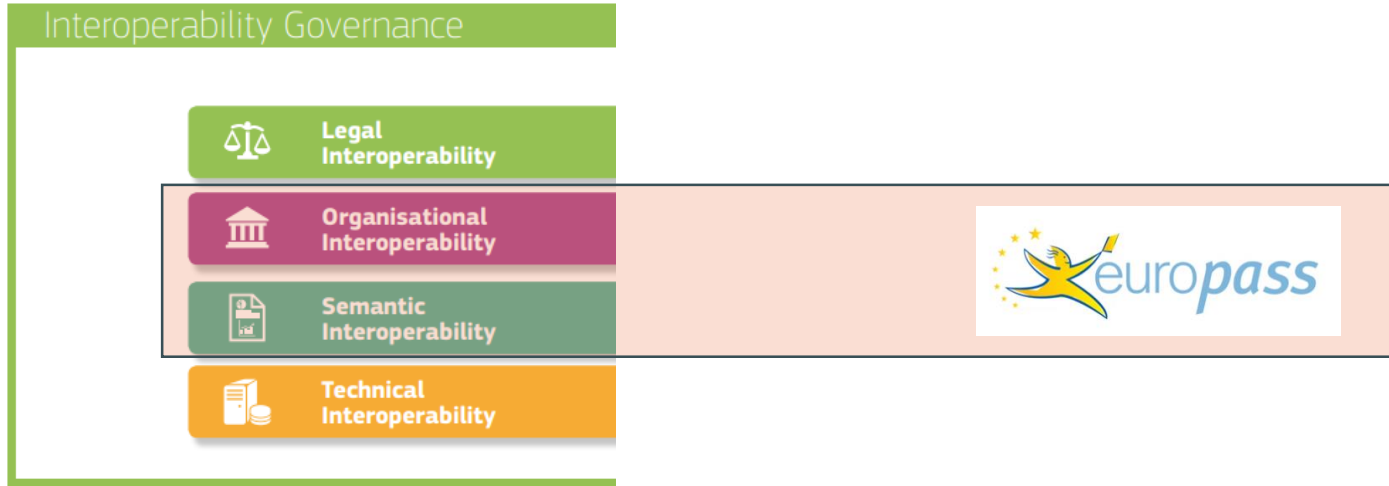 Interoperability Governance
Legal
Interoperability
Organisational
Interoperability
europass
Semantic
Interoperability
Technical
Interoperability